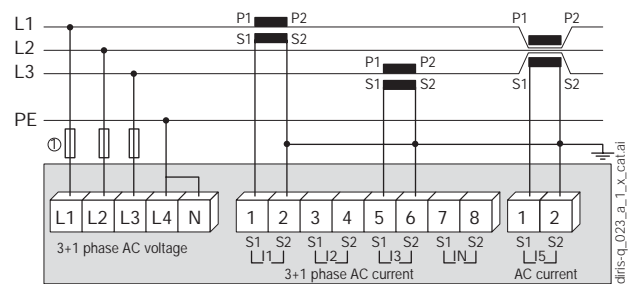 L1 P1 P2 P1 P2
S1 S2
L2
P1 P2
L3
S1 S2 S1 S2
PE
①
L1 L2 L3 L4 N 1 2 3 4 5 6 7 8 1 2
S1 S2 S1 S2 S1 S2 S1 S2 S1 S2
I1 I2 I3 IN I5
3+1 phase AC voltage
3+1 phase AC current
AC current
diris-q_023_a_1_x_cat.ai